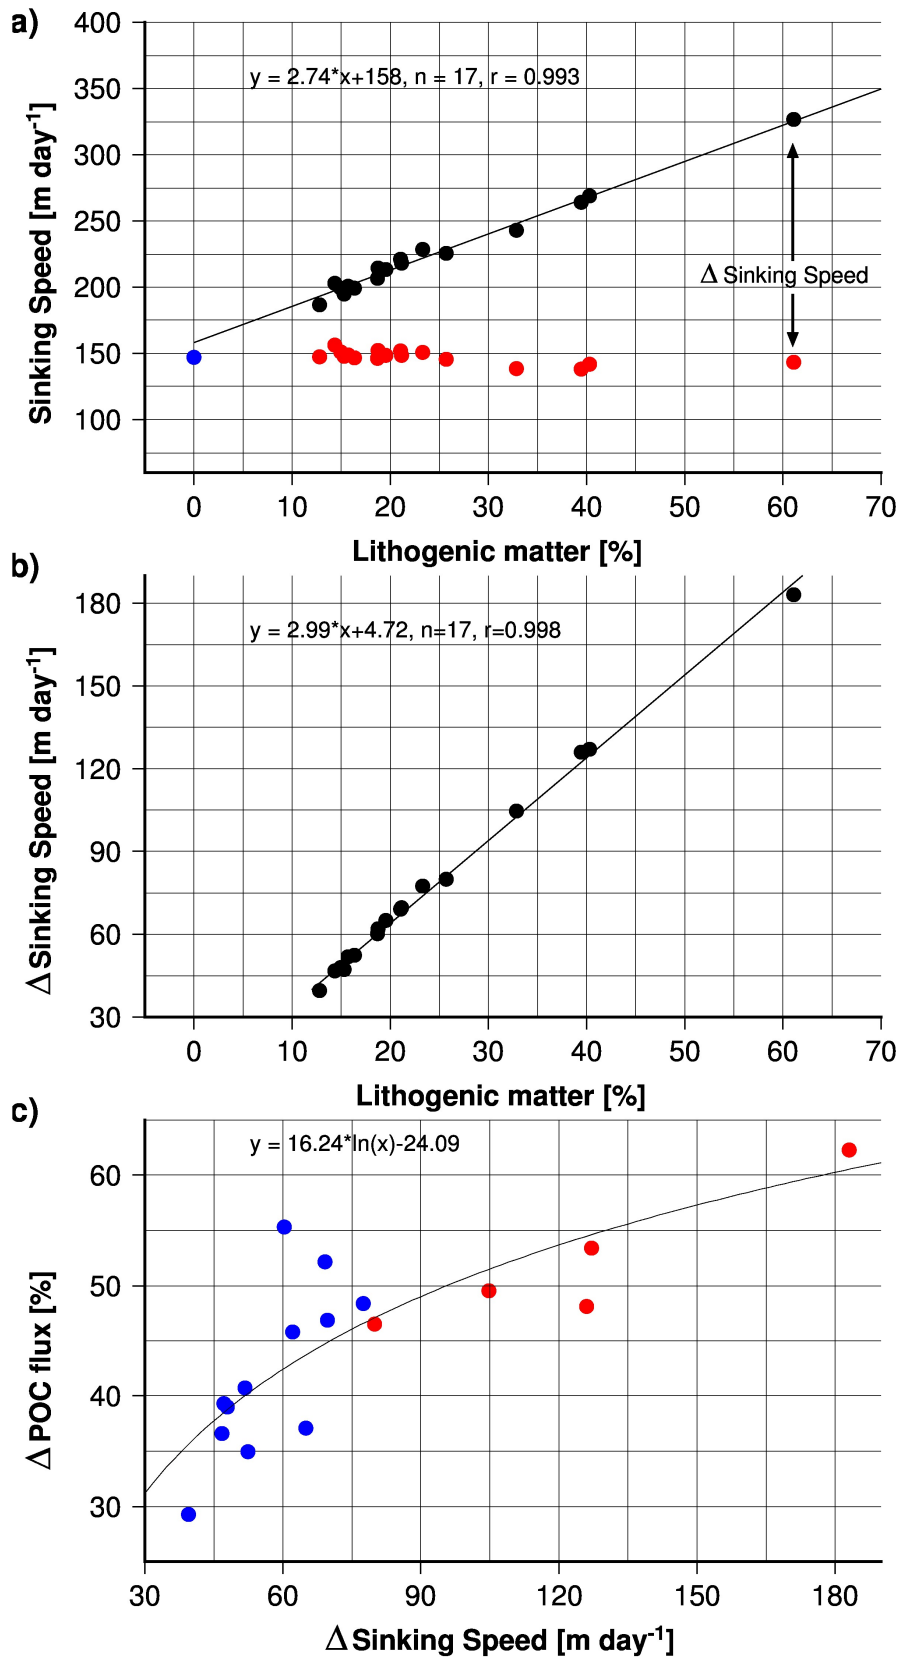 a)
400
350
300
250
200
150
100
Sinking Speed [m day⁻¹]
y = 2.74*x+158, n = 17, r = 0.993
Δ Sinking Speed
0 10 20 30 40 50 60 70
Lithogenic matter [%]
b)
180
150
120
90
60
30
Δ Sinking Speed [m day⁻¹]
y = 2.99*x+4.72, n=17, r=0.998
0 10 20 30 40 50 60 70
Lithogenic matter [%]
c)
60
50
40
30
Δ POC flux [%]
y = 16.24*ln(x)-24.09
30 60 90 120 150 180
Δ Sinking Speed [m day⁻¹]